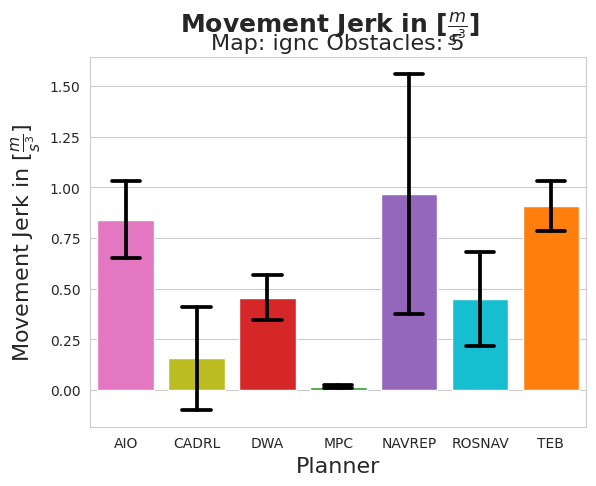 Movement Jerk in [m/s³]
Map: ignc Obstacles: 5
Movement Jerk in [m/s³]
1.50
1.25
1.00
0.75
0.50
0.25
0.00
AIO CADRL DWA MPC NAVREP ROSNAV TEB
Planner